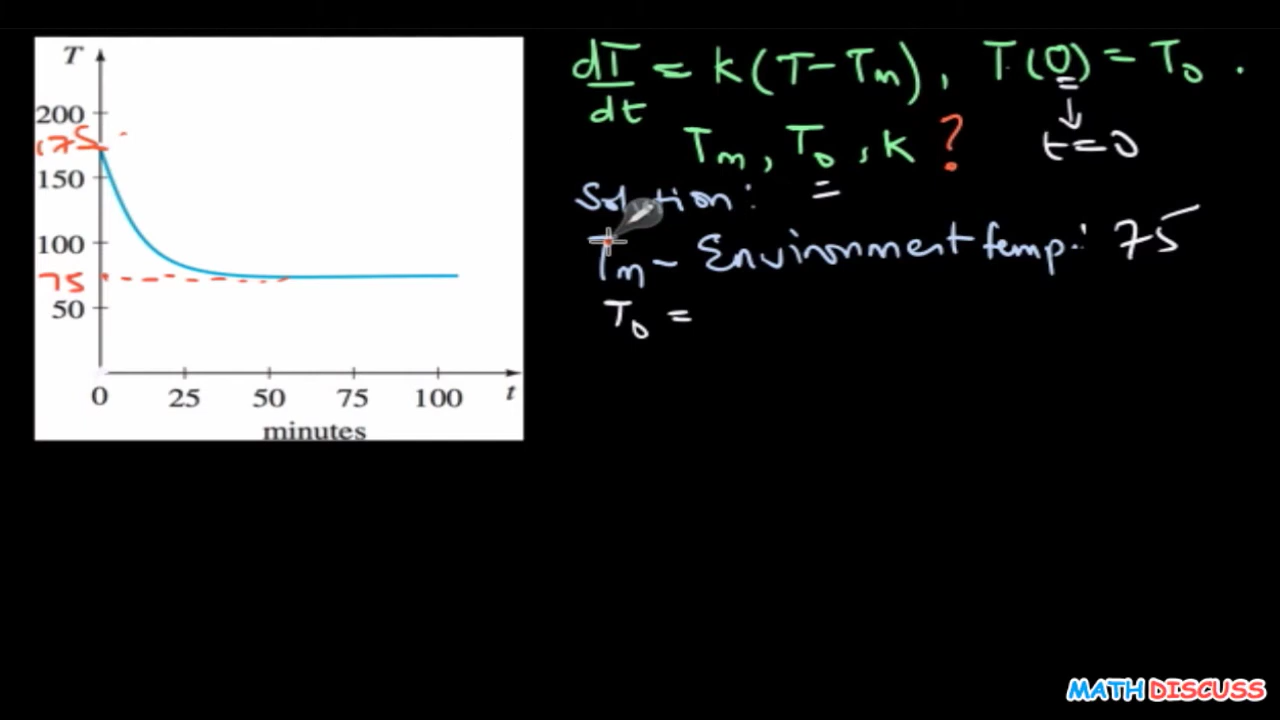 T
200
175
150
100
75
50
0 25 50 75 100 t
minutes
dT/dt = k(T-Tm), T(0) = T0.
Tm, T0, k ?
t=0
Solution:
Tm - Environment temp: 75
T0 =
MATH DISCUSS